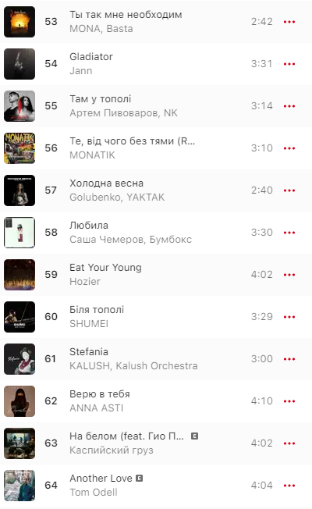 53 Ты так мне необходим 2:42
MONA, Basta
54 Gladiator 3:31
Jann
55 Там у тополі 3:14
Артем Пивоваров, NK
56 Те, від чого без тями (R... 3:10
MONATIK
57 Холодна весна 2:40
Golubenko, YAKTAK
58 Любила 3:30
Саша Чемеров, Бумбокс
59 Eat Your Young 4:02
Hozier
60 Біля тополі 3:29
SHUMEI
61 Stefania 3:00
KALUSH, Kalush Orchestra
62 Верю в тебя 4:10
ANNA ASTI
63 На белом (feat. Гио П... E 4:02
Каспийский груз
64 Another Love E 4:04
Tom Odell